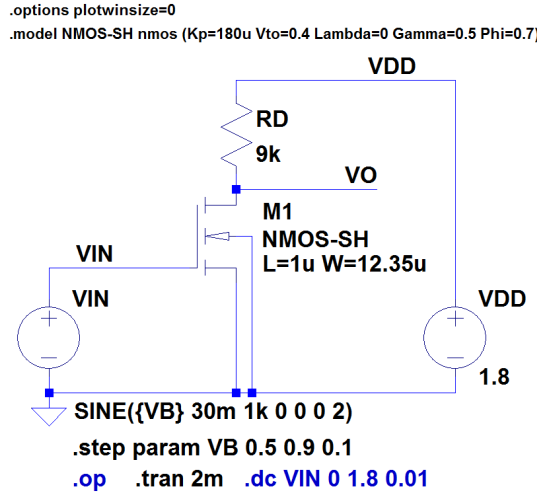 .options plotwinsize=0
.model NMOS-SH nmos (Kp=180u Vto=0.4 Lambda=0 Gamma=0.5 Phi=0.7)
VDD
RD
9k
VO
M1
NMOS-SH
L=1u W=12.35u
VIN
VIN
VDD
1.8
SINE({VB} 30m 1k 0 0 0 2)
.step param VB 0.5 0.9 0.1
.op .tran 2m .dc VIN 0 1.8 0.01